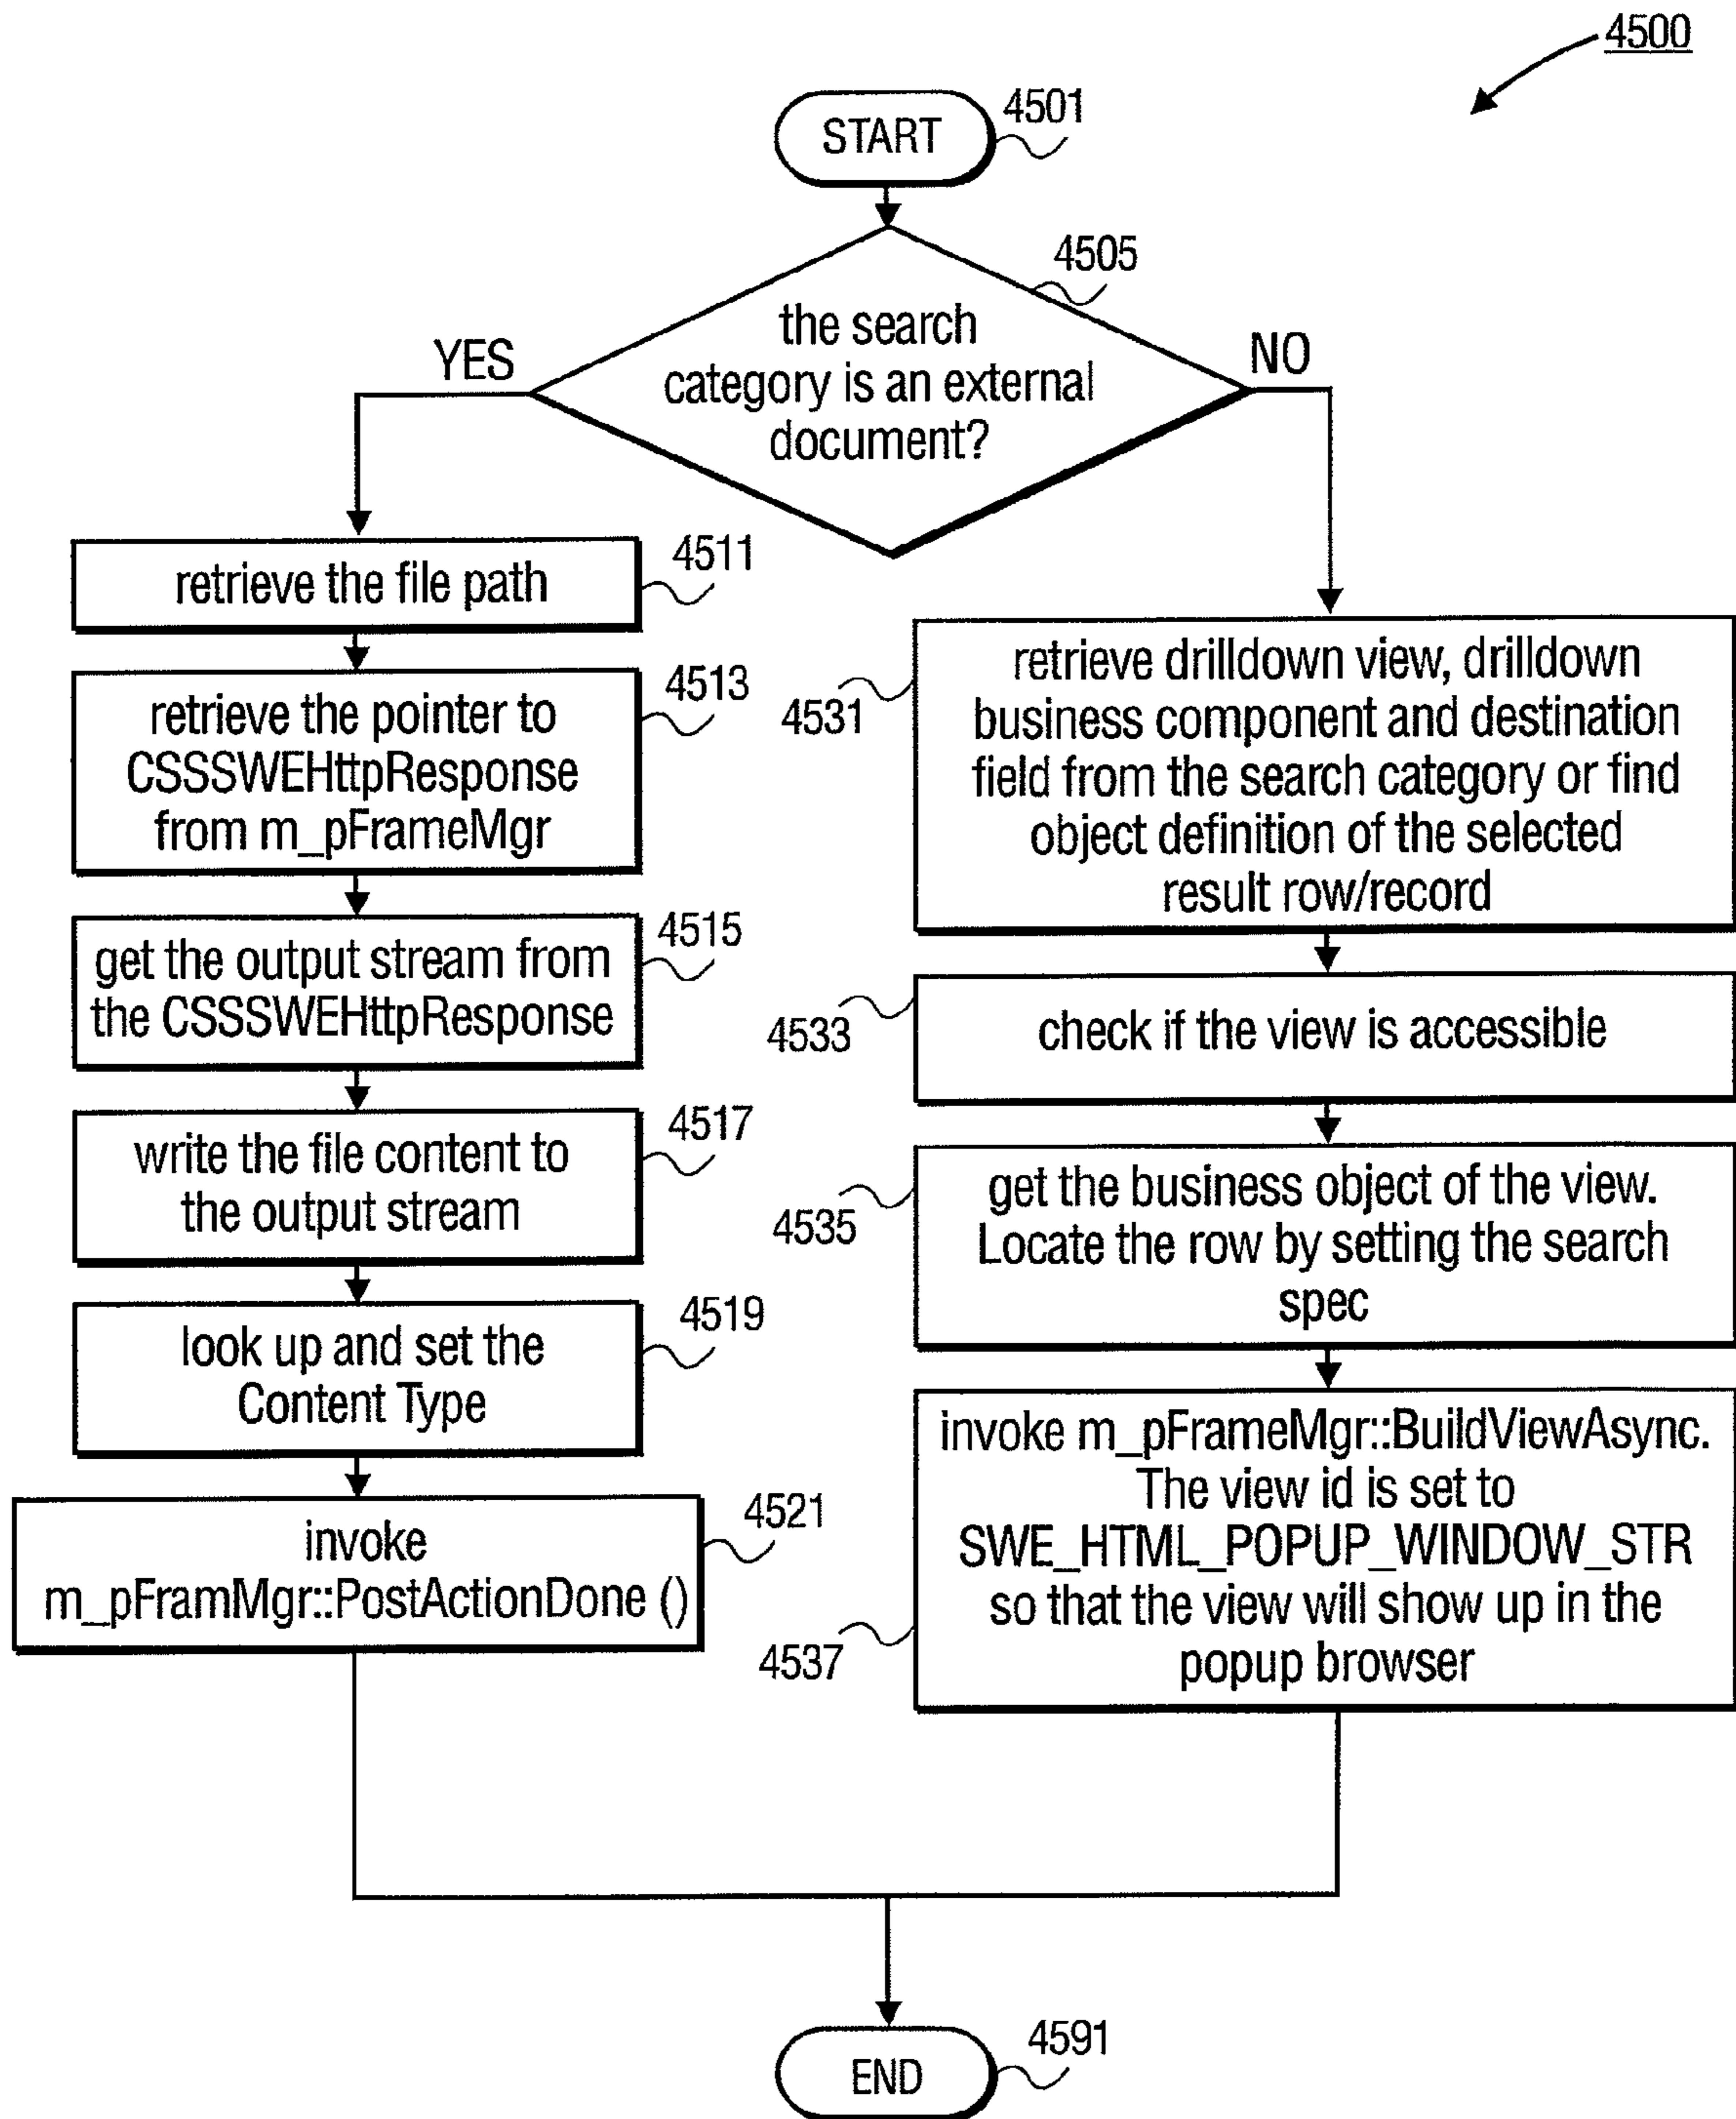 4500
START
4501
4505
the search
category is an external
document?
YES
NO
retrieve the file path
4511
retrieve the pointer to
CSSSWEHttpResponse
from m_pFrameMgr
4513
get the output stream from
the CSSSWEHttpResponse
4515
write the file content to
the output stream
4517
look up and set the
Content Type
4519
invoke
m_pFramMgr::PostActionDone ()
4521
retrieve drilldown view, drilldown
business component and destination
field from the search category or find
object definition of the selected
result row/record
4531
check if the view is accessible
4533
get the business object of the view.
Locate the row by setting the search
spec
4535
invoke m_pFrameMgr::BuildViewAsync.
The view id is set to
SWE_HTML_POPUP_WINDOW_STR
so that the view will show up in the
popup browser
4537
END
4591